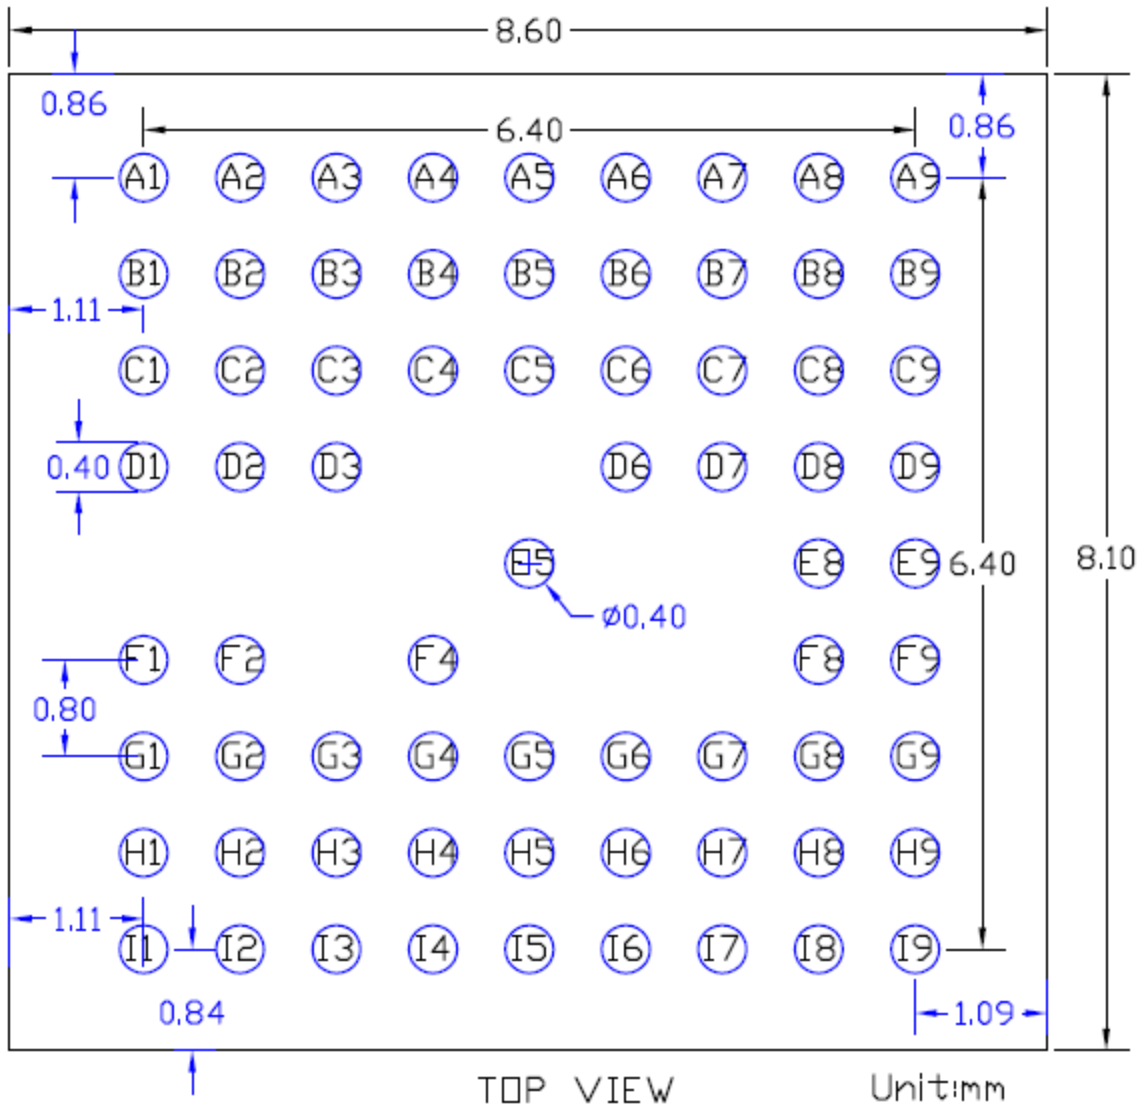 8.60
0.86
6.40
0.86
A1 A2 A3 A4 A5 A6 A7 A8 A9
B1 B2 B3 B4 B5 B6 B7 B8 B9
1.11
C1 C2 C3 C4 C5 C6 C7 C8 C9
0.40 D1 D2 D3 D6 D7 D8 D9
E5 E8 E9 6.40 8.10
ø0.40
F1 F2 F4 F8 F9
0.80
G1 G2 G3 G4 G5 G6 G7 G8 G9
H1 H2 H3 H4 H5 H6 H7 H8 H9
1.11
I1 I2 I3 I4 I5 I6 I7 I8 I9
0.84 1.09
TOP VIEW Unit:mm